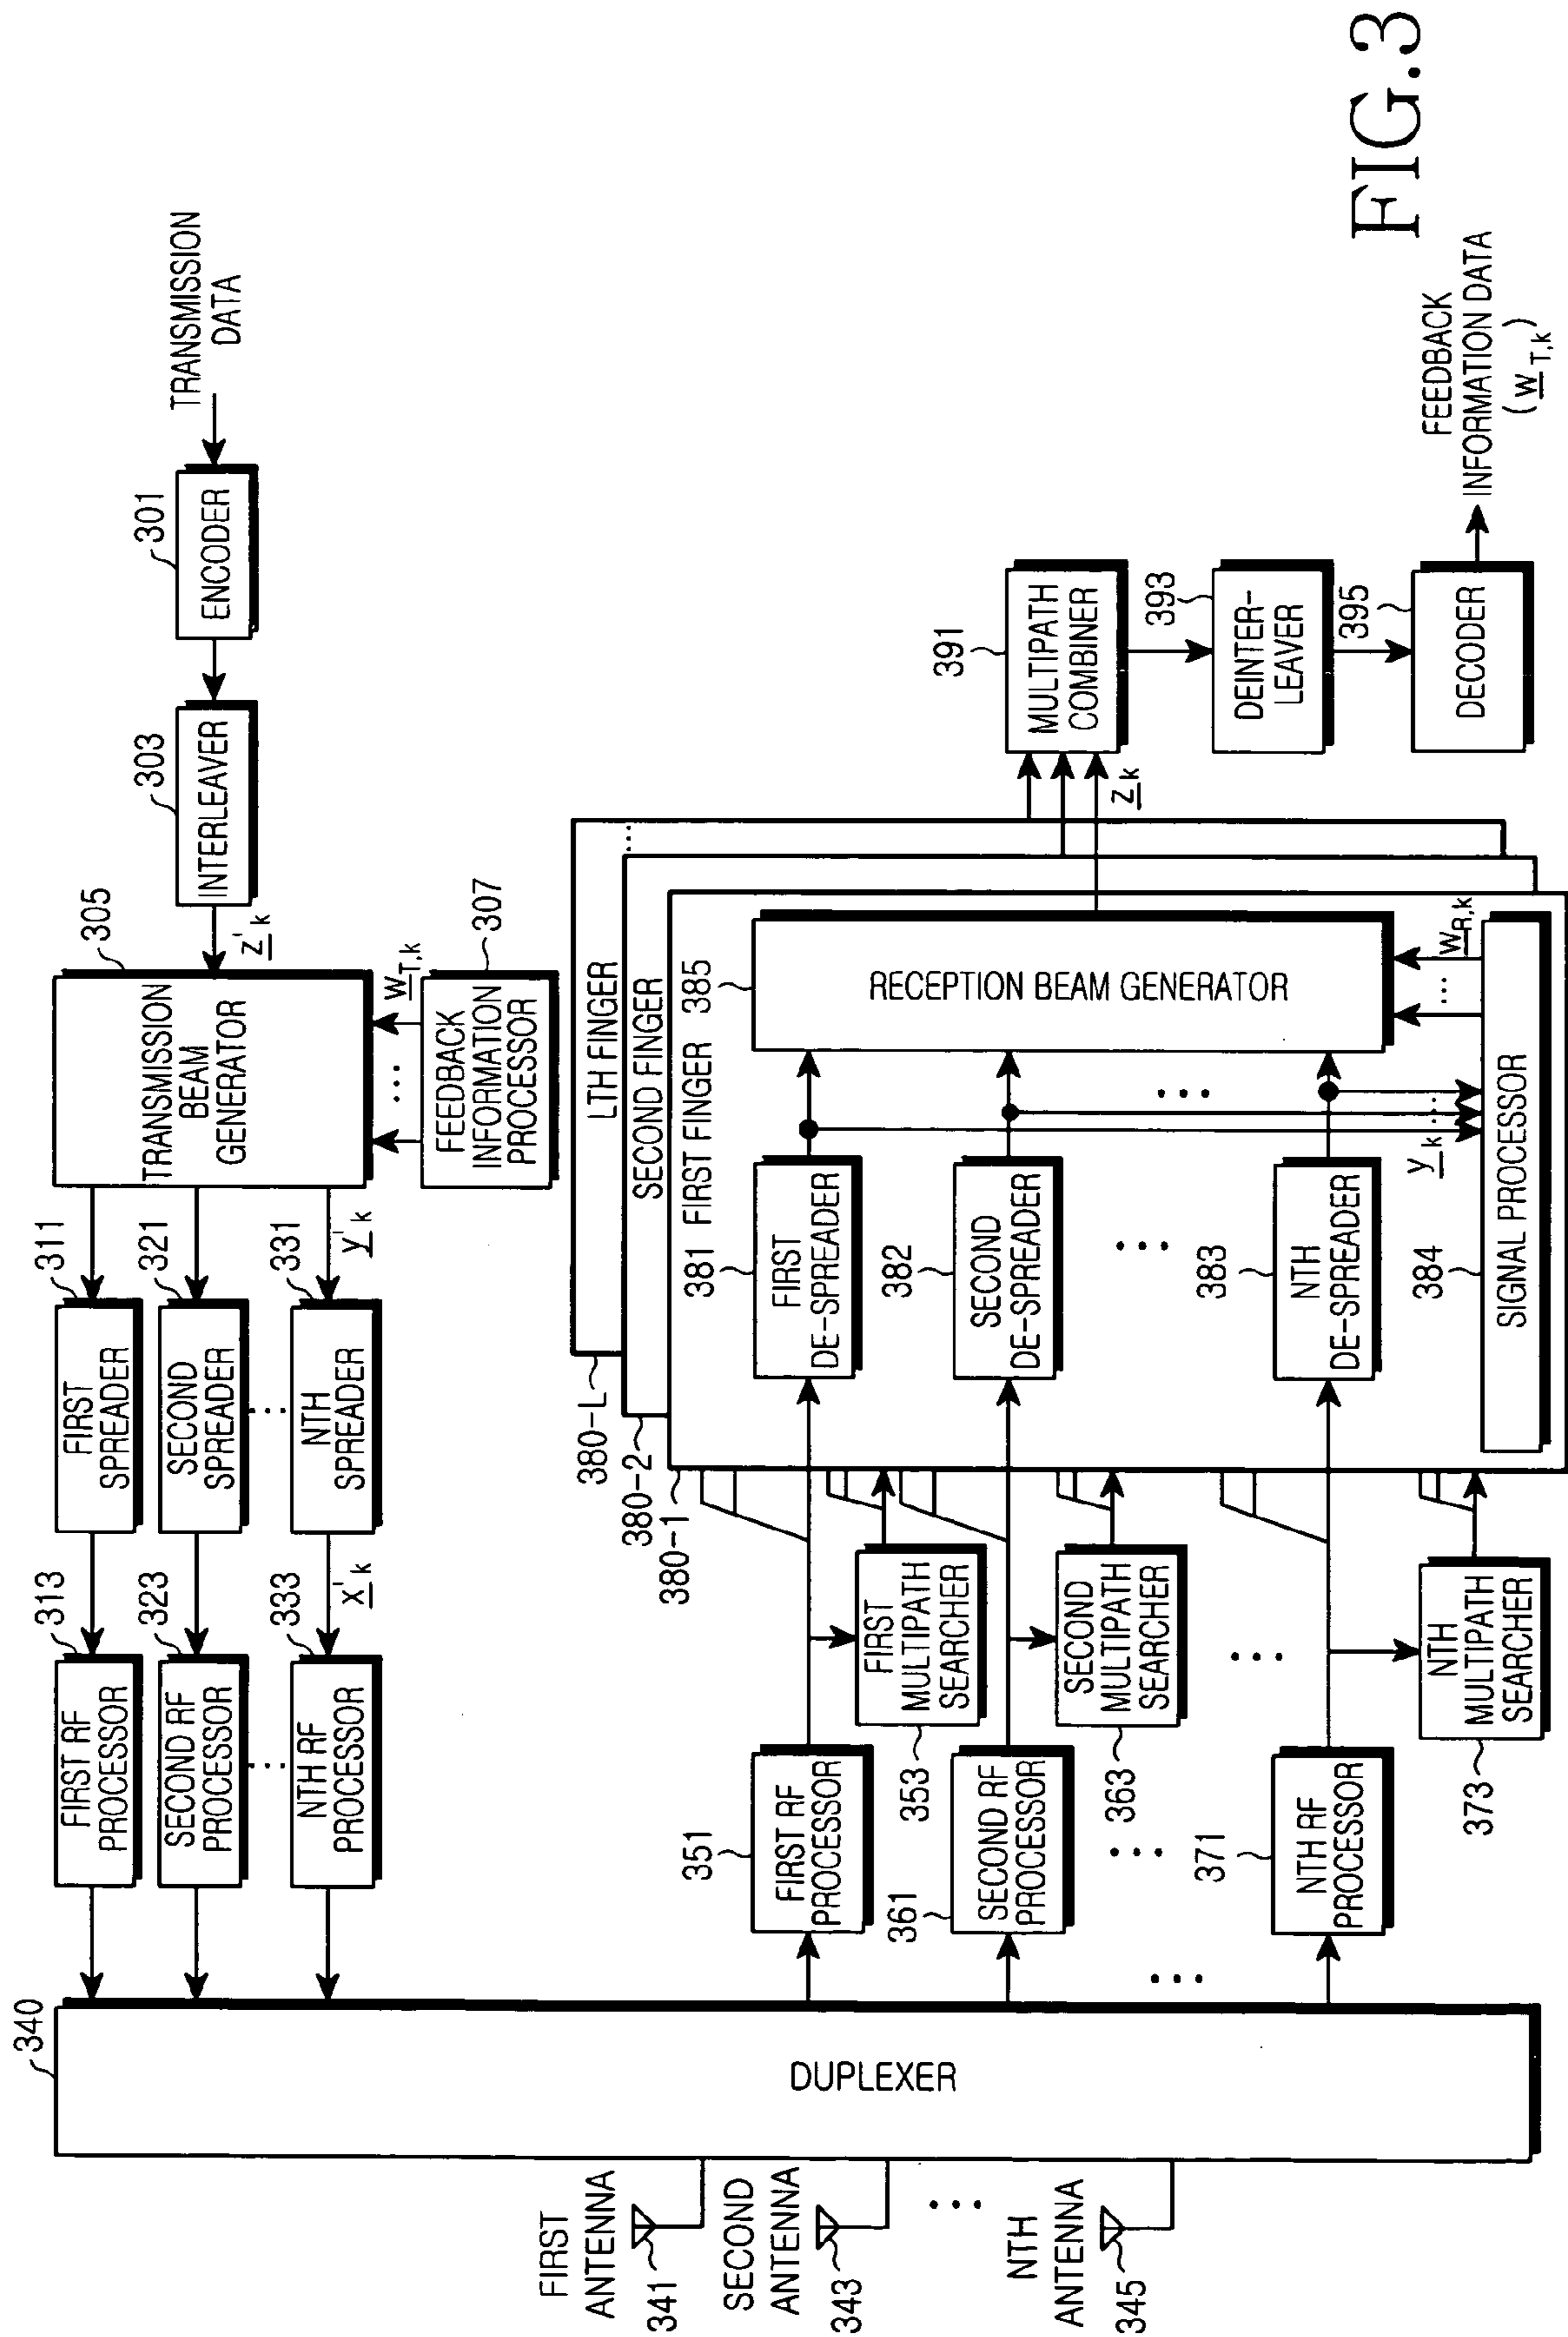 FIG.3
FIRST
ANTENNA
341
SECOND
ANTENNA
343
...
NTH
ANTENNA
345
340
DUPLEXER
313
FIRST RF
PROCESSOR
323
SECOND RF
PROCESSOR
...
333
NTH RF
PROCESSOR
x'k
311
FIRST
SPREADER
321
SECOND
SPREADER
...
331
NTH
SPREADER
y'k
305
TRANSMISSION
BEAM
GENERATOR
wT,k
...
307
FEEDBACK
INFORMATION
PROCESSOR
z'k
303
INTERLEAVER
301
ENCODER
TRANSMISSION
DATA
351
FIRST RF
PROCESSOR
353
FIRST
MULTIPATH
SEARCHER
361
SECOND RF
PROCESSOR
363
SECOND
MULTIPATH
SEARCHER
...
371
NTH RF
PROCESSOR
373
NTH
MULTIPATH
SEARCHER
380-L
380-2
380-1
LTH FINGER
...
SECOND FINGER
FIRST FINGER
381
FIRST
DE-SPREADER
382
SECOND
DE-SPREADER
...
383
NTH
DE-SPREADER
384
SIGNAL PROCESSOR
yk
...
385
RECEPTION BEAM GENERATOR
...
wR,k
zk
391
MULTIPATH
COMBINER
393
DEINTER-
LEAVER
395
DECODER
FEEDBACK
INFORMATION DATA
(wT,k)